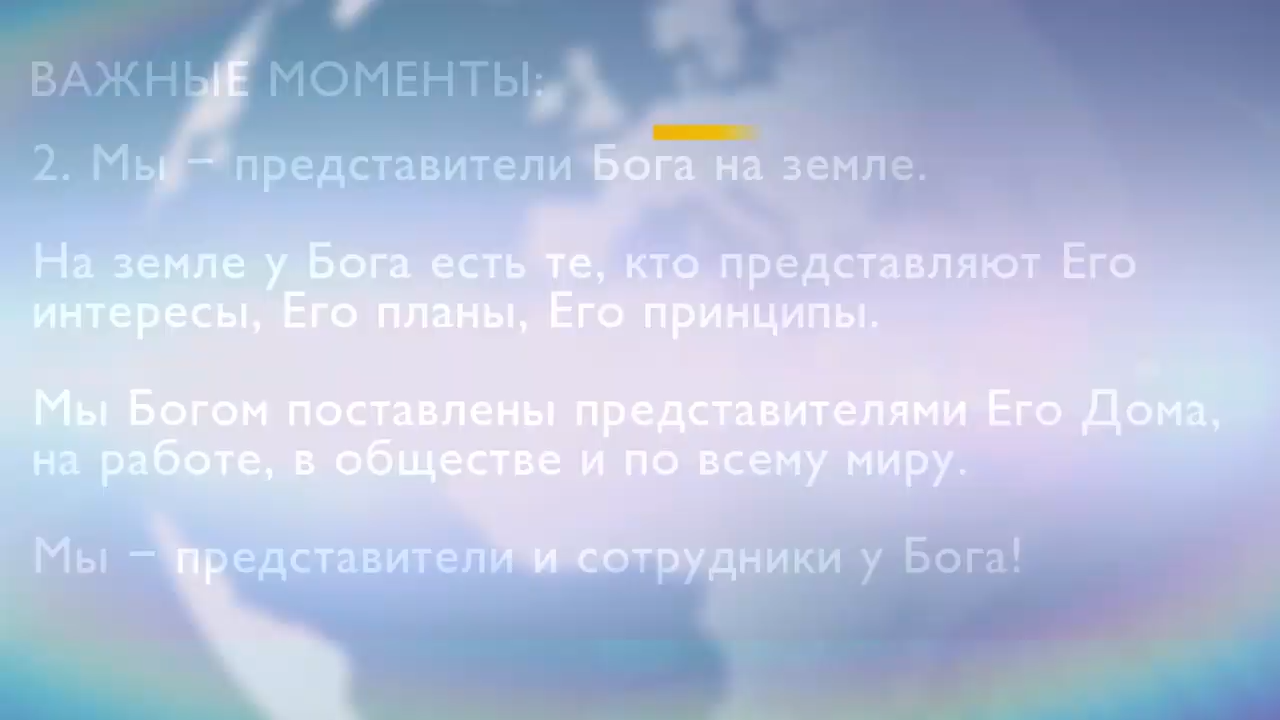 ВАЖНЫЕ МОМЕНТЫ:
2. Мы – представители Бога на земле.
На земле у Бога есть те, кто представляют Его
интересы, Его планы, Его принципы.
Мы Богом поставлены представителями Его Дома,
на работе, в обществе и по всему миру.
Мы – представители и сотрудники у Бога!